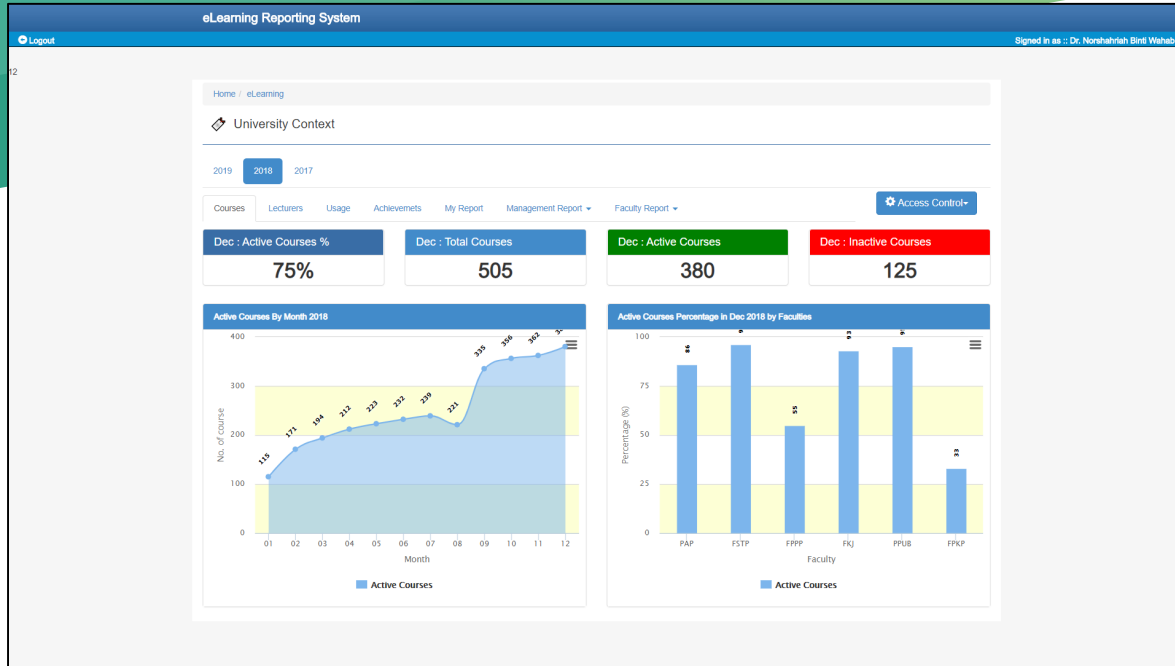 eLearning Reporting System
Logout
Signed in as :: Dr. Norshahriah Binti Wahab
12
Home / eLearning
University Context
2019 2018 2017
Courses Lecturers Usage Achievemets My Report Management Report Faculty Report
Access Control
Dec : Active Courses %
75%
Dec : Total Courses
505
Dec : Active Courses
380
Dec : Inactive Courses
125
Active Courses By Month 2018
No. of course
400
300
200
100
0
115 171 194 212 223 232 239 221 335 356 362
01 02 03 04 05 06 07 08 09 10 11 12
Month
Active Courses
Active Courses Percentage in Dec 2018 by Faculties
Percentage (%)
100
75
50
25
0
86 55 93 33
PAP FSTP FPPP FKJ PPUB FPKP
Faculty
Active Courses